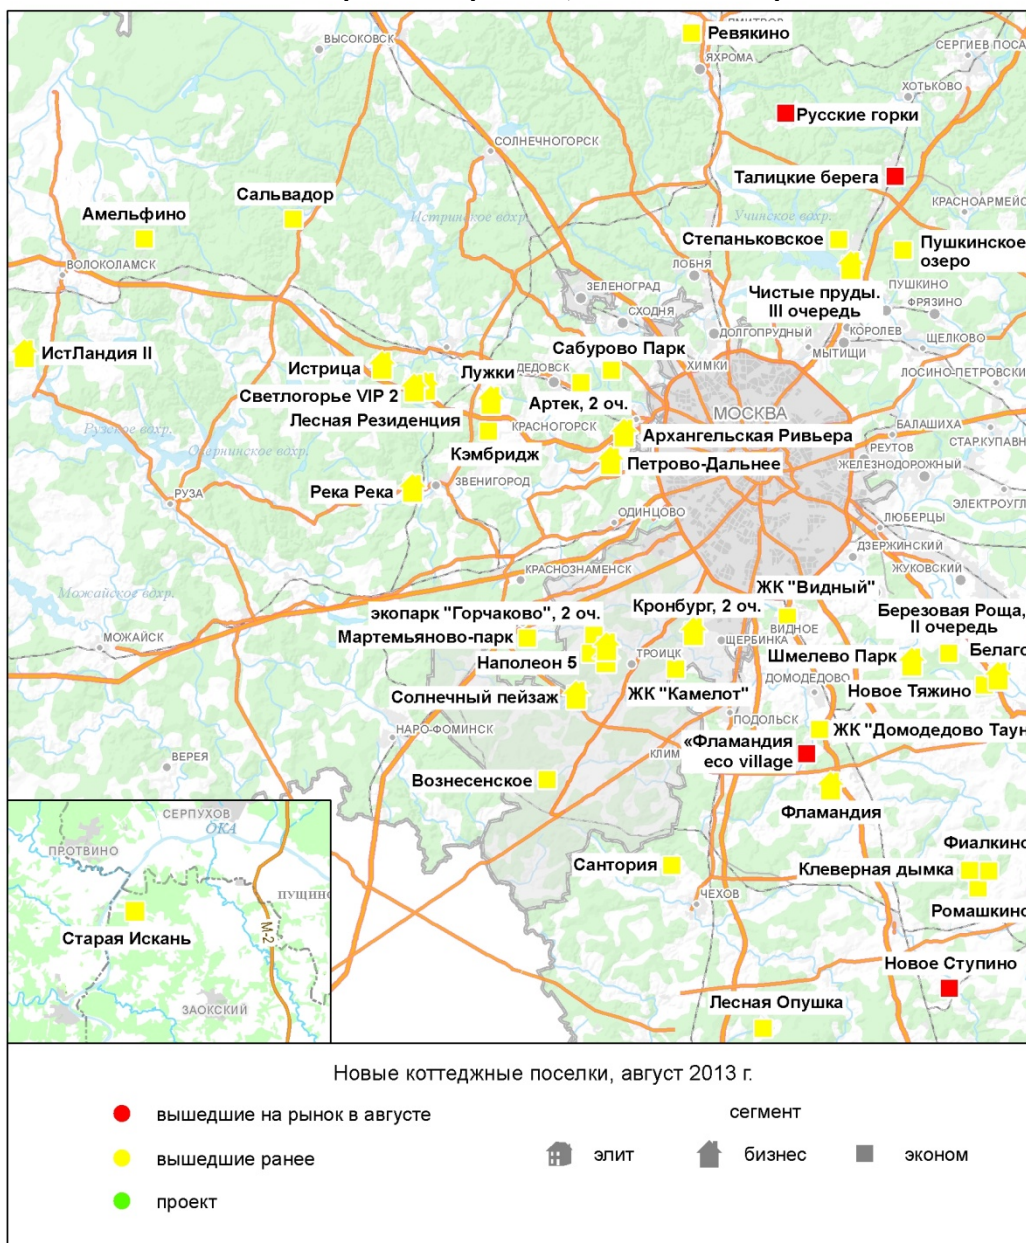 Ревякино
ЯХРОМА
ВЫСОКОВСК
СЕРГИЕВ ПОСА
ХОТЬКОВО
Русские горки
СОЛНЕЧНОГОРСК
Талицкие берега
КРАСНОАРМЕЙС
Сальвадор
Амельфино
Истринское вдхр.
Учинское вдхр.
Степаньковское
Пушкинское
озеро
ВОЛОКОЛАМСК
ЛОБНЯ
ЗЕЛЕНОГРАД
СХОДНЯ
Чистые пруды.
III очередь
ПУШКИНО
ФРЯЗИНО
ДОЛГОПРУДНЫЙ
КОРОЛЕВ
ЩЕЛКОВО
МЫТИЩИ
ИстЛандия II
Истрица
Сабурово Парк
ХИМКИ
Лужки
ДЕДОВСК
ЛОСИНО-ПЕТРОВСКИЙ
Светлогорье VIP 2
Артек, 2 оч.
Лесная Резиденция
КРАСНОГОРСК
МОСКВА
БАЛАШИХА
Рузское вдхр.
Озернинское вдхр.
Кэмбридж
Архангельская Ривьера
РЕУТОВ
СТАР.КУПАВН
Петрово-Дальнее
ЖЕЛЕЗНОДОРОЖНЫЙ
Река Река
ЗВЕНИГОРОД
РУЗА
ЭЛЕКТРОУГЛ
ОДИНЦОВО
ЛЮБЕРЦЫ
ДЗЕРЖИНСКИЙ
КРАСНОЗНАМЕНСК
ЖУКОВСКИЙ
Можайское вдхр.
ЖК "Видный"
экопарк "Горчаково", 2 оч.
Кронбург, 2 оч.
Березовая Роща,
II очередь
МОЖАЙСК
Мартемьяново-парк
ВИДНОЕ
ЩЕРБИНКА
Белаго
Наполеон 5
ТРОИЦК
Шмелево Парк
ДОМОДЕДОВО
Солнечный пейзаж
ЖК "Камелот"
Новое Тяжино
ПОДОЛЬСК
НАРО-ФОМИНСК
ЖК "Домодедово Таун
ВЕРЕЯ
КЛИМ
«Фламандия
eco village
Вознесенское
Фламандия
СЕРПУХОВ
ОКА
ПРОТВИНО
Фиалкино
Сантория
Клеверная дымка
ПУЩИНО
ЧЕХОВ
Ромашкино
Старая Искань
М-2
Новое Ступино
ЗАОКСКИЙ
Лесная Опушка
Новые коттеджные поселки, август 2013 г.
вышедшие на рынок в августе
сегмент
вышедшие ранее
элит
бизнес
эконом
проект